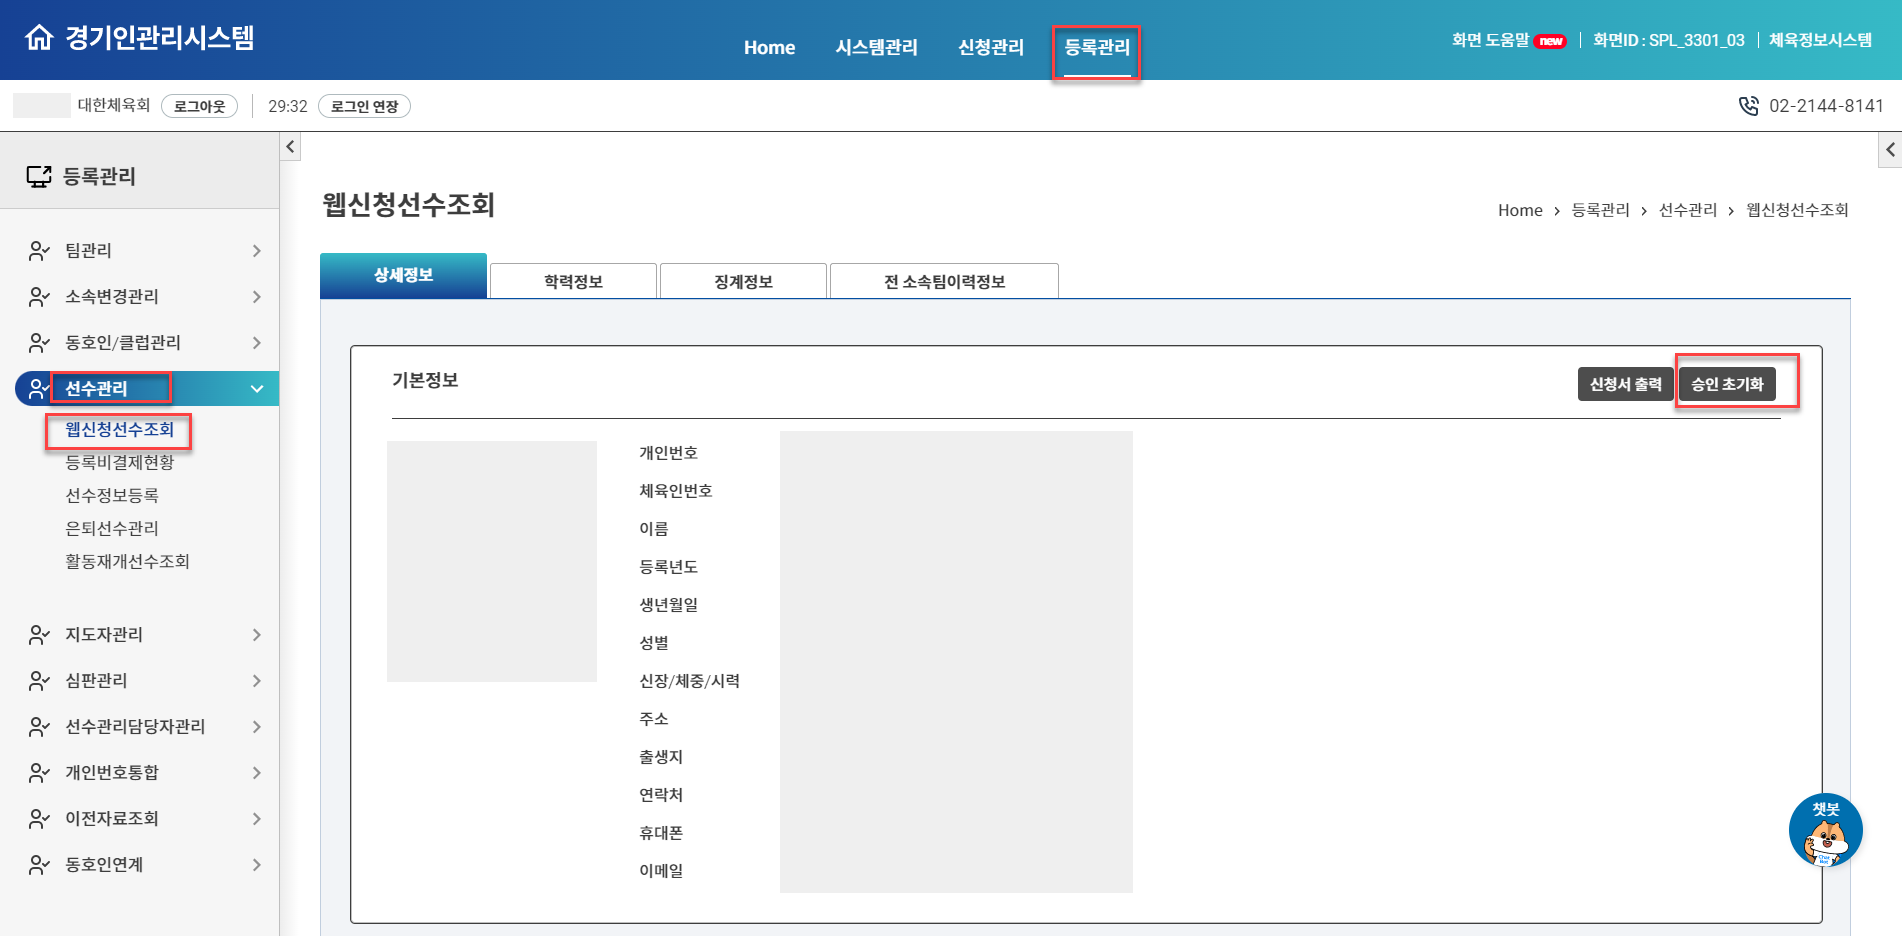 경기인관리시스템
Home 시스템관리 신청관리 등록관리
화면 도움말 new 화면ID : SPL_3301_03 체육정보시스템
대한체육회 로그아웃 29:32 로그인 연장
02-2144-8141
등록관리
팀관리
소속변경관리
동호인/클럽관리
선수관리
웹신청선수조회
등록비결제현황
선수정보등록
은퇴선수관리
활동재개선수조회
지도자관리
심판관리
선수관리담당자관리
개인번호통합
이전자료조회
동호인연계
웹신청선수조회
Home > 등록관리 > 선수관리 > 웹신청선수조회
상세정보 학력정보 징계정보 전 소속팀이력정보
기본정보
신청서 출력 승인 초기화
개인번호
체육인번호
이름
등록년도
생년월일
성별
신장/체중/시력
주소
출생지
연락처
휴대폰
이메일
챗봇
Chat
Bot